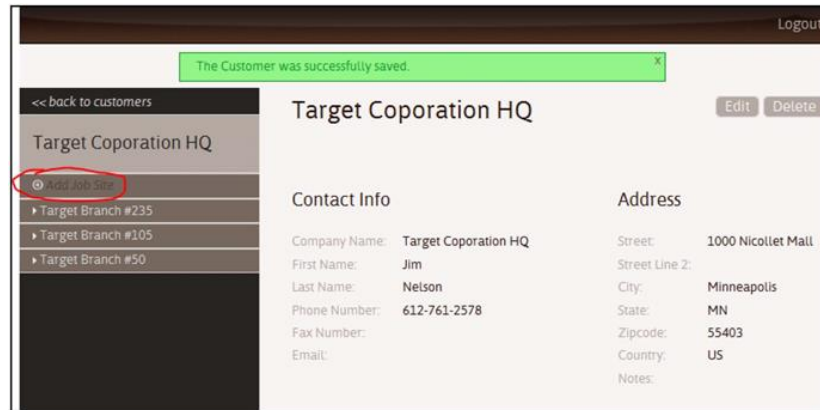 Logout
The Customer was successfully saved.
x
<< back to customers
Target Coporation HQ
Add Job Site
Target Branch #235
Target Branch #105
Target Branch #50
Target Coporation HQ
Edit
Delete
Contact Info
Company Name: Target Coporation HQ
First Name: Jim
Last Name: Nelson
Phone Number: 612-761-2578
Fax Number:
Email:
Address
Street: 1000 Nicollet Mall
Street Line 2:
City: Minneapolis
State: MN
Zipcode: 55403
Country: US
Notes: